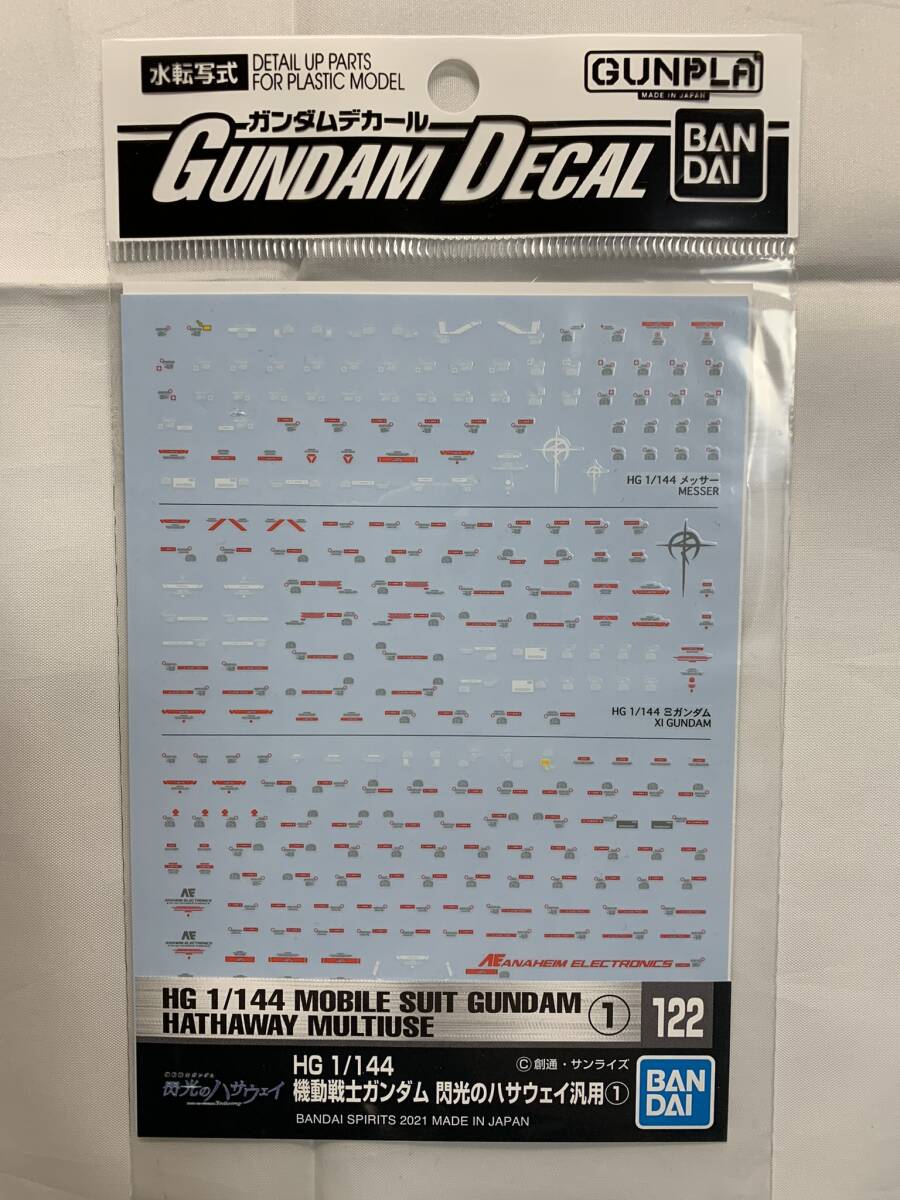 水転写式
DETAIL UP PARTS
FOR PLASTIC MODEL
GUNPLA
MADE IN JAPAN
ガンダムデカール
GUNDAM DECAL
BAN
DAI
HG 1/144 メッサー
MESSER
HG 1/144 Ξガンダム
XI GUNDAM
AE
ANAHEIM ELECTRONICS
AE
ANAHEIM ELECTRONICS
AE ANAHEIM ELECTRONICS
HG 1/144 MOBILE SUIT GUNDAM
HATHAWAY MULTIUSE
①
122
閃光のハサウェイ
HG 1/144
©創通・サンライズ
機動戦士ガンダム 閃光のハサウェイ汎用①
BANDAI SPIRITS 2021 MADE IN JAPAN
BAN
DAI